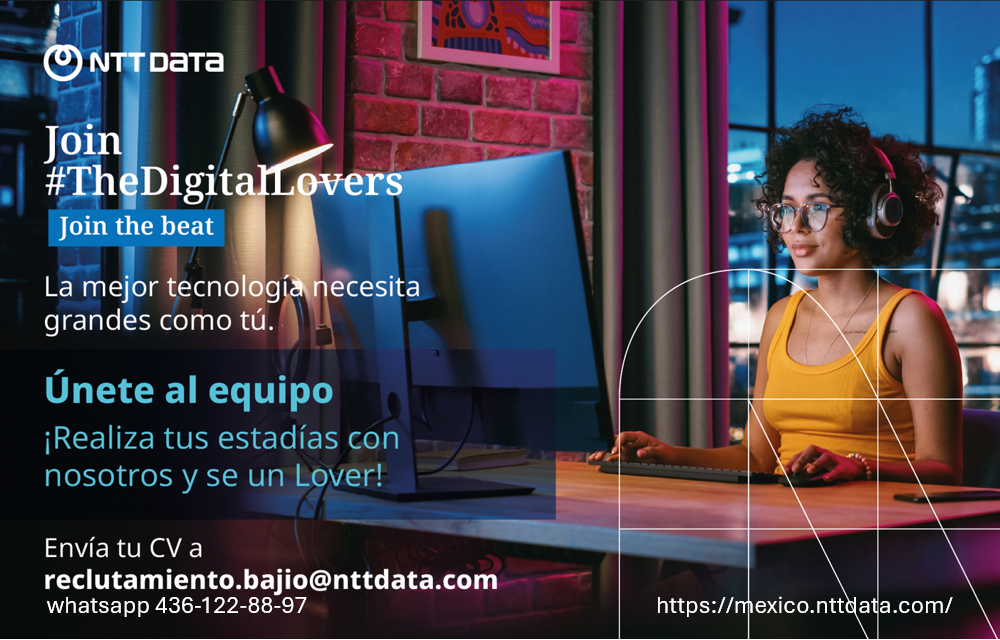 NTT DATA
Join
#TheDigitalLovers
Join the beat
La mejor tecnología necesita
grandes como tú.
Únete al equipo
¡Realiza tus estadías con
nosotros y se un Lover!
Envía tu CV a
reclutamiento.bajio@nttdata.com
whatsapp 436-122-88-97
https://mexico.nttdata.com/